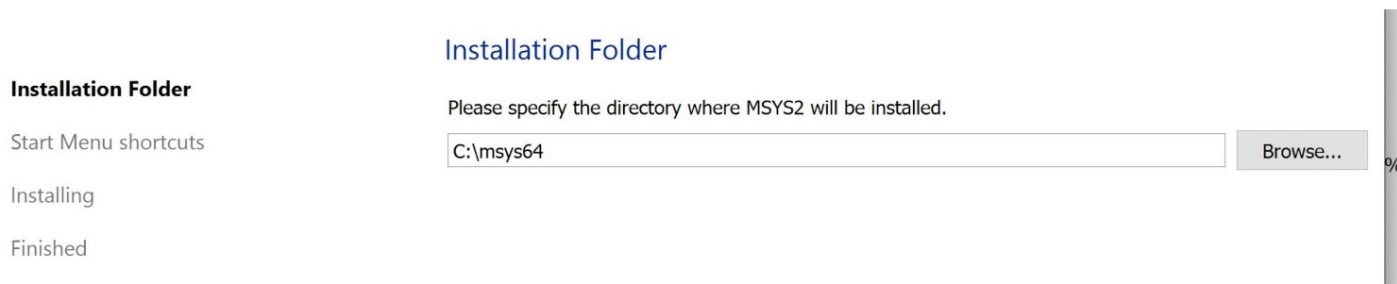 Installation Folder
Installation Folder
Please specify the directory where MSYS2 will be installed.
Start Menu shortcuts
C:\msys64
Browse...
%
Installing
Finished